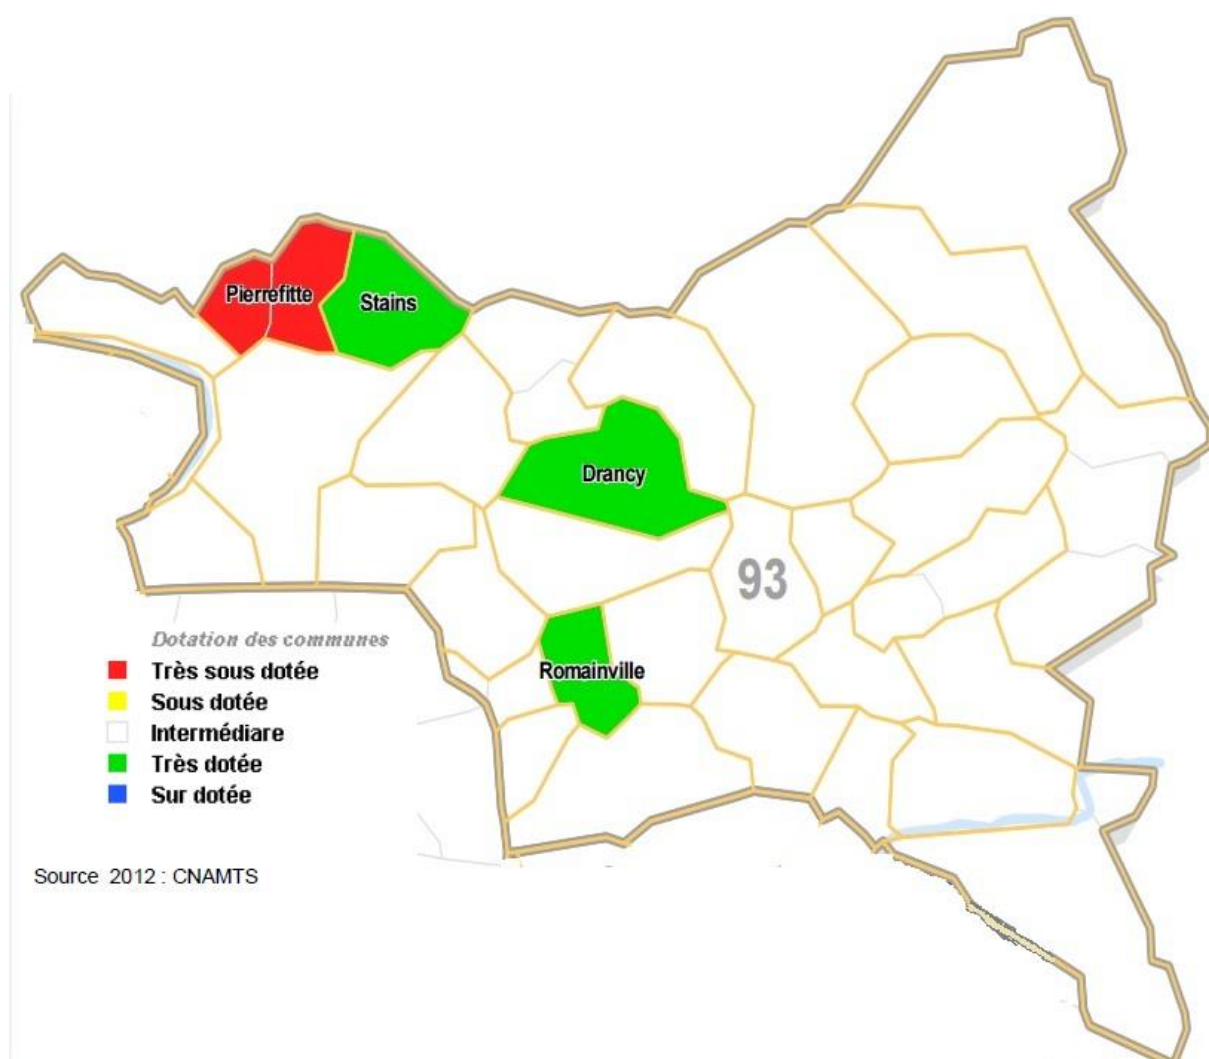 Pierrefitte
Stains
Drancy
93
Romainville
Dotation des communes
Très sous dotée
Sous dotée
Intermédiare
Très dotée
Sur dotée
Source 2012 : CNAMTS